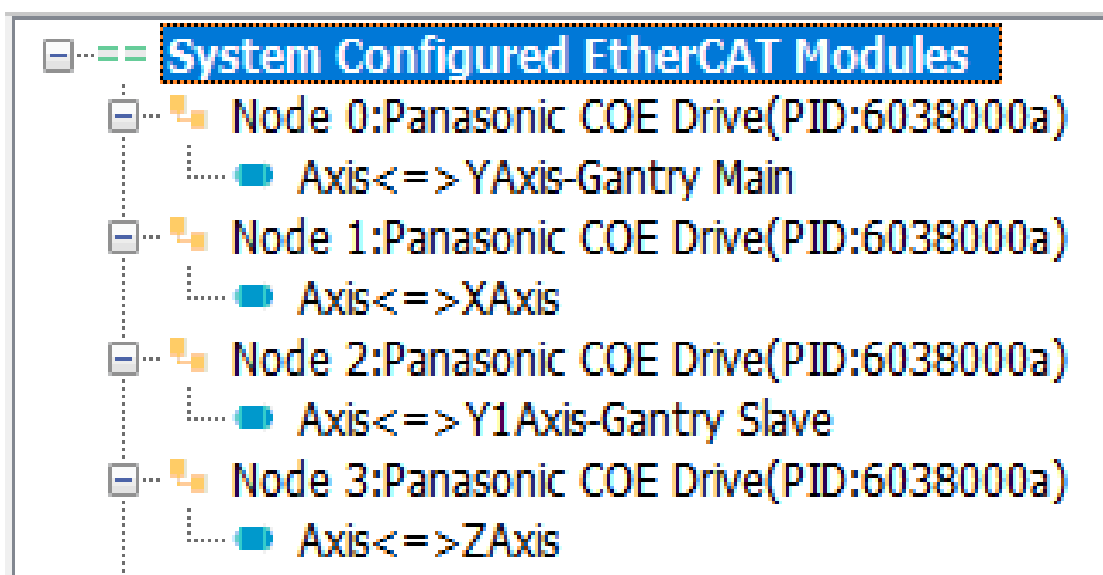 System Configured EtherCAT Modules
Node 0:Panasonic COE Drive(PID:6038000a)
Axis<=>YAxis-Gantry Main
Node 1:Panasonic COE Drive(PID:6038000a)
Axis<=>XAxis
Node 2:Panasonic COE Drive(PID:6038000a)
Axis<=>Y1Axis-Gantry Slave
Node 3:Panasonic COE Drive(PID:6038000a)
Axis<=>ZAxis